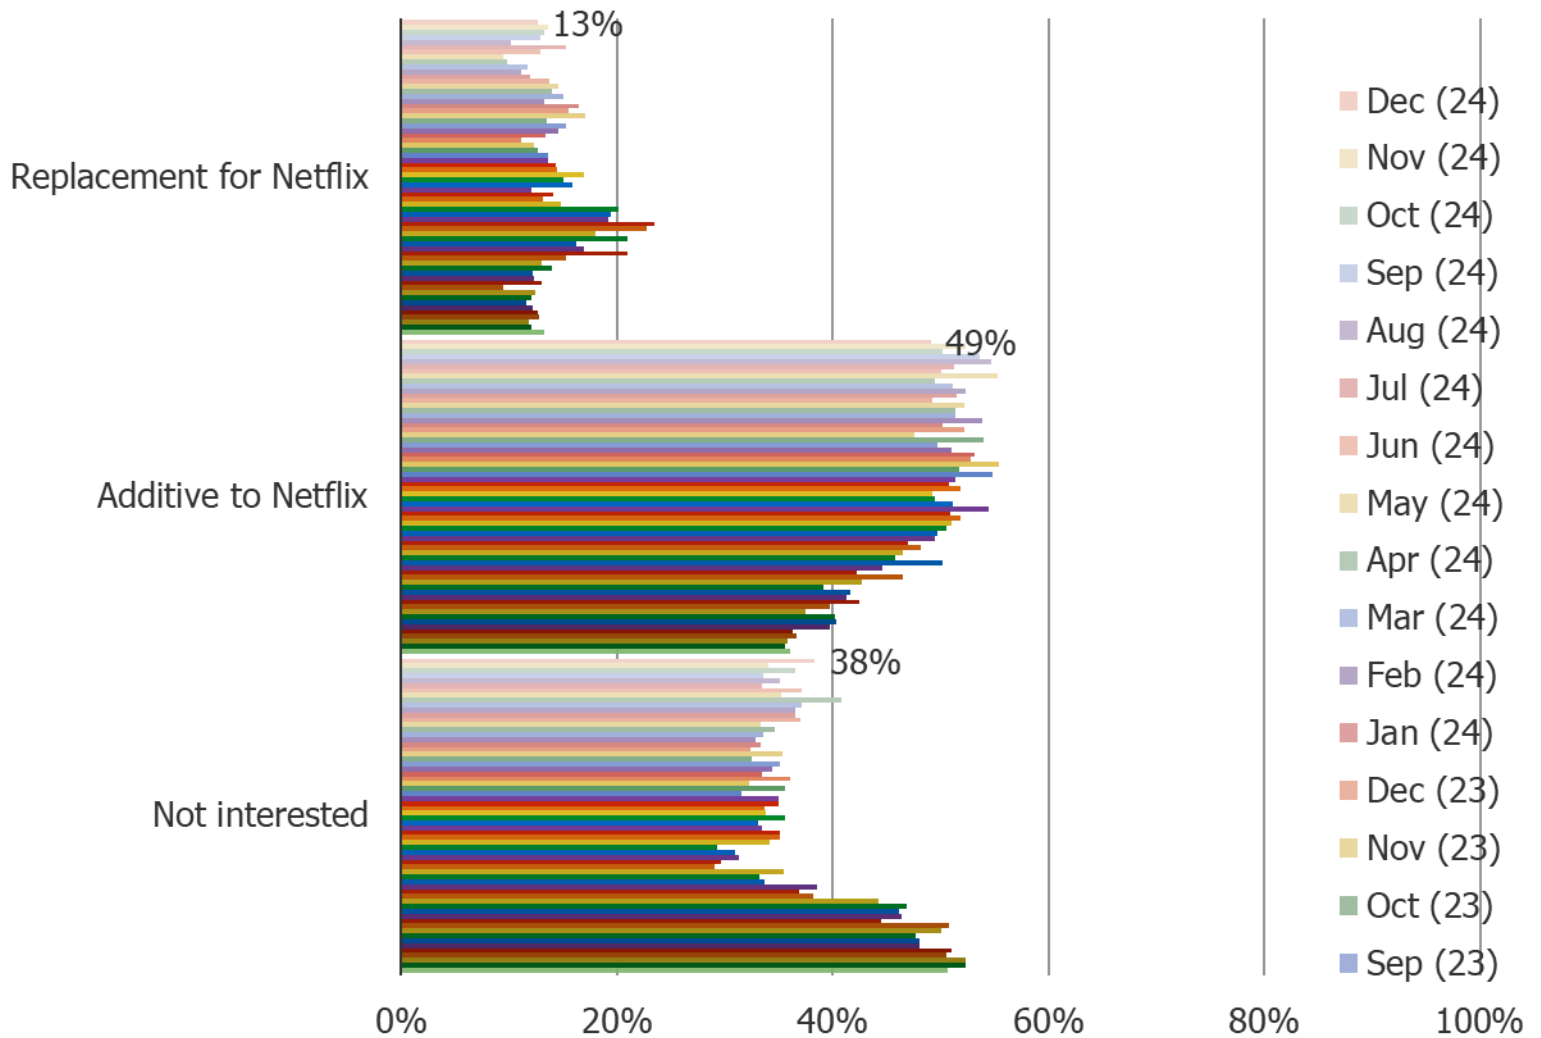 13%
Replacement for Netflix
49%
Additive to Netflix
38%
Not interested
0%
20%
40%
60%
80%
100%
Dec (24)
Nov (24)
Oct (24)
Sep (24)
Aug (24)
Jul (24)
Jun (24)
May (24)
Apr (24)
Mar (24)
Feb (24)
Jan (24)
Dec (23)
Nov (23)
Oct (23)
Sep (23)